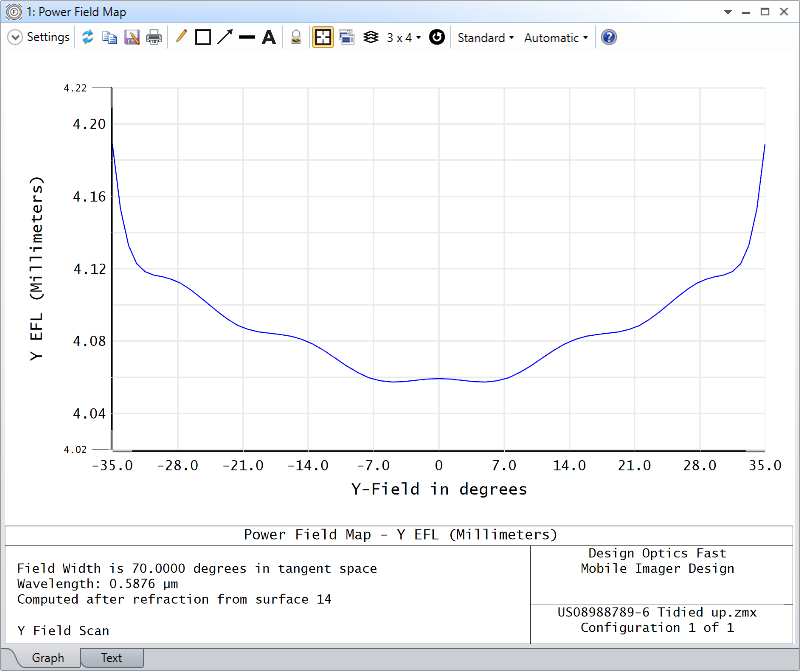 1: Power Field Map
Settings
3 x 4
Standard
Automatic
4.22
4.20
4.16
4.12
4.08
4.04
4.02
Y EFL (Millimeters)
-35.0 -28.0 -21.0 -14.0 -7.0 0 7.0 14.0 21.0 28.0 35.0
Y-Field in degrees
Power Field Map - Y EFL (Millimeters)
Field Width is 70.0000 degrees in tangent space
Wavelength: 0.5876 µm
Computed after refraction from surface 14
Y Field Scan
Design Optics Fast
Mobile Imager Design
US08988789-6 Tidied up.zmx
Configuration 1 of 1
Graph Text